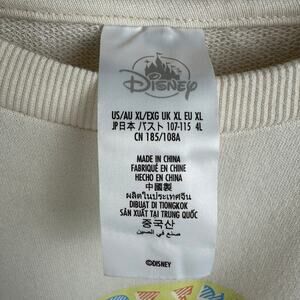 Disney
US/AU XL/EXG UK XL EU XL
JP日本 バスト 107-115 4L
CN 185/108A
MADE IN CHINA
FABRIQUÉ EN CHINE
HECHO EN CHINA
中國製
ผลิตในประเทศจีน
DIBUAT DI TIONGKOK
SẢN XUẤT TẠI TRUNG QUỐC
중국산
صنع في الصين
©DISNEY